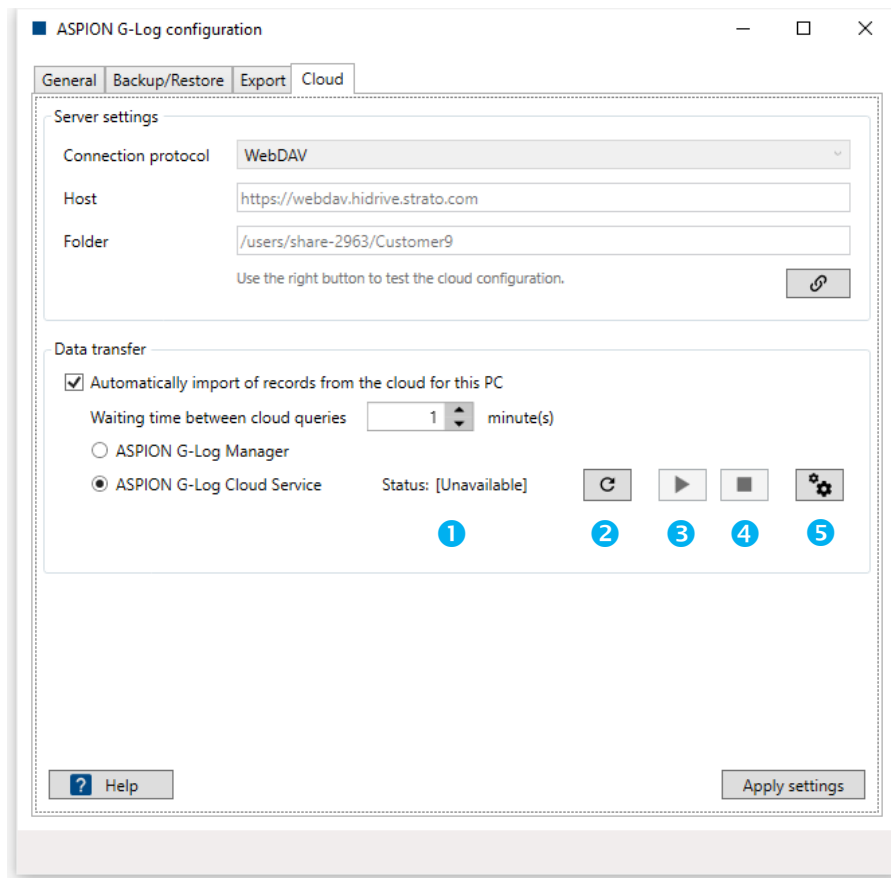 ASPION G-Log configuration
General Backup/Restore Export Cloud
Server settings
Connection protocol WebDAV
Host https://webdav.hidrive.strato.com
Folder /users/share-2963/Customer9
Use the right button to test the cloud configuration.
Data transfer
Automatically import of records from the cloud for this PC
Waiting time between cloud queries 1 minute(s)
ASPION G-Log Manager
ASPION G-Log Cloud Service Status: [Unavailable]
1 2 3 4 5
? Help Apply settings